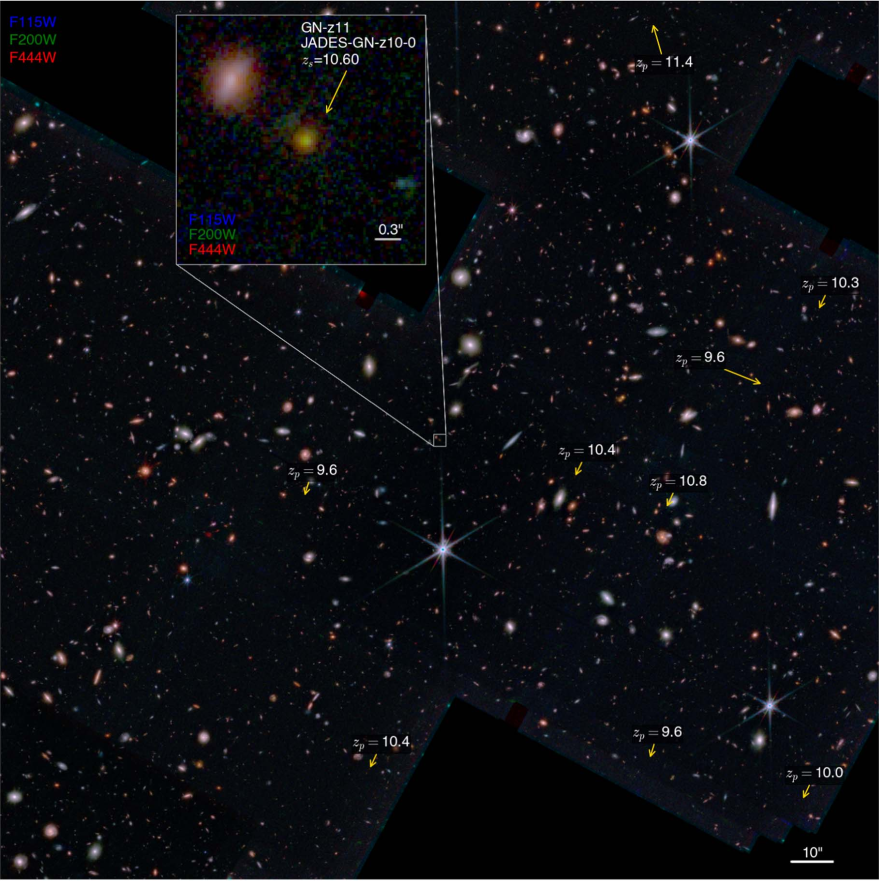 F115W
F200W
F444W
GN-z11
JADES-GN-z10-0
z_s=10.60
F115W
F200W
F444W
0.3"
z_p = 11.4
z_p = 10.3
z_p = 9.6
z_p = 10.4
z_p = 9.6
z_p = 10.8
z_p = 9.6
z_p = 10.4
z_p = 10.0
10"